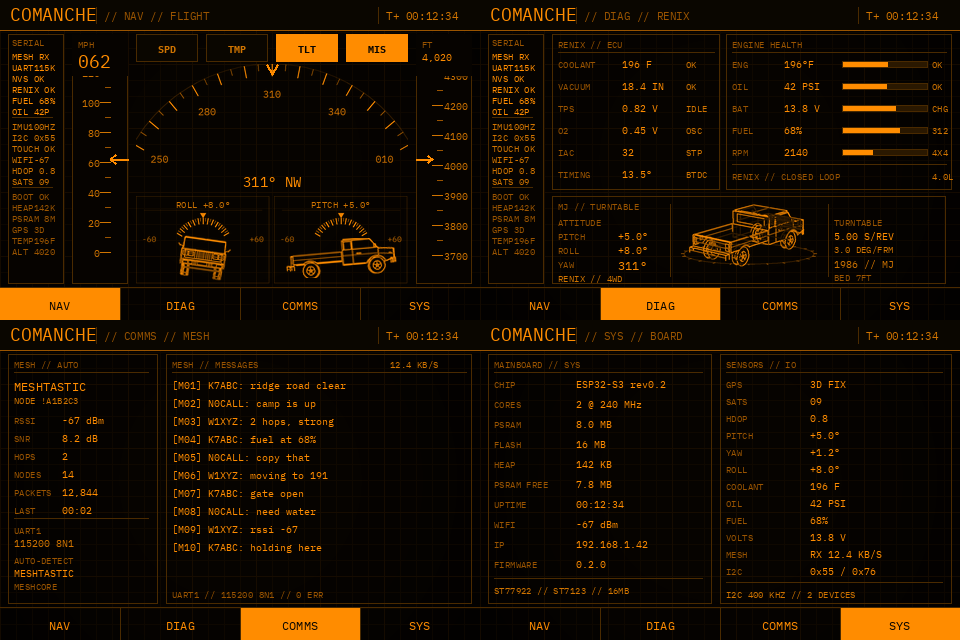 COMANCHE // NAV // FLIGHT T+ 00:12:34
SERIAL
MESH RX
UART115K
NVS OK
RENIX OK
FUEL 68%
OIL 42P
IMU100HZ
I2C 0x55
TOUCH OK
WIFI-67
HDOP 0.8
SATS 09
BOOT OK
HEAP142K
PSRAM 8M
GPS 3D
TEMP196F
ALT 4020
MPH
062
100
80
60
40
20
0
SPD TMP TLT MIS
280 310 340
250 010
311° NW
ROLL +8.0°
-60 +60
PITCH +5.0°
-60 +60
FT
4,020
4300
4200
4100
4000
3900
3800
3700
NAV DIAG COMMS SYS
COMANCHE // DIAG // RENIX T+ 00:12:34
SERIAL
MESH RX
UART115K
NVS OK
RENIX OK
FUEL 68%
OIL 42P
IMU100HZ
I2C 0x55
TOUCH OK
WIFI-67
HDOP 0.8
SATS 09
BOOT OK
HEAP142K
PSRAM 8M
GPS 3D
TEMP196F
ALT 4020
RENIX // ECU
COOLANT 196 F OK
VACUUM 18.4 IN OK
TPS 0.82 V IDLE
O2 0.45 V OSC
IAC 32 STP
TIMING 13.5° BTDC
ENGINE HEALTH
ENG 196°F OK
OIL 42 PSI OK
BAT 13.8 V CHG
FUEL 68% 312
RPM 2140 4X4
RENIX // CLOSED LOOP 4.0L
MJ // TURNTABLE
ATTITUDE
PITCH +5.0°
ROLL +8.0°
YAW 311°
RENIX // 4WD
TURNTABLE
5.00 S/REV
3.0 DEG/FRM
1986 // MJ
BED 7FT
NAV DIAG COMMS SYS
COMANCHE // COMMS // MESH T+ 00:12:34
MESH // AUTO
MESHTASTIC
NODE !A1B2C3
RSSI -67 dBm
SNR 8.2 dB
HOPS 2
NODES 14
PACKETS 12,844
LAST 00:02
UART1
115200 8N1
AUTO-DETECT
MESHTASTIC
MESHCORE
MESH // MESSAGES 12.4 KB/S
[M01] K7ABC: ridge road clear
[M02] N0CALL: camp is up
[M03] W1XYZ: 2 hops, strong
[M04] K7ABC: fuel at 68%
[M05] N0CALL: copy that
[M06] W1XYZ: moving to 191
[M07] K7ABC: gate open
[M08] N0CALL: need water
[M09] W1XYZ: rssi -67
[M10] K7ABC: holding here
UART1 // 115200 8N1 // 0 ERR
NAV DIAG COMMS SYS
COMANCHE // SYS // BOARD T+ 00:12:34
MAINBOARD // SYS
CHIP ESP32-S3 rev0.2
CORES 2 @ 240 MHz
PSRAM 8.0 MB
FLASH 16 MB
HEAP 142 KB
PSRAM FREE 7.8 MB
UPTIME 00:12:34
WIFI -67 dBm
IP 192.168.1.42
FIRMWARE 0.2.0
ST77922 // ST7123 // 16MB
SENSORS // IO
GPS 3D FIX
SATS 09
HDOP 0.8
PITCH +5.0°
YAW +1.2°
ROLL +8.0°
COOLANT 196 F
OIL 42 PSI
FUEL 68%
VOLTS 13.8 V
MESH RX 12.4 KB/S
I2C 0x55 / 0x76
I2C 400 KHZ // 2 DEVICES
NAV DIAG COMMS SYS